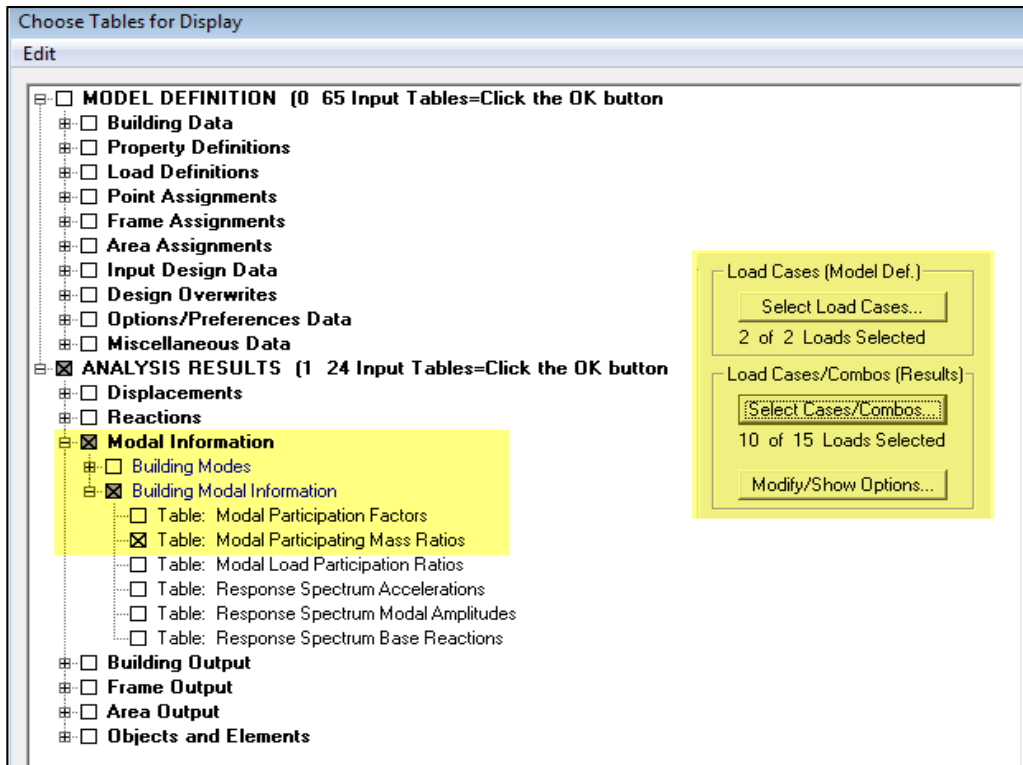 Choose Tables for Display
Edit
MODEL DEFINITION (0 65 Input Tables=Click the OK button
Building Data
Property Definitions
Load Definitions
Point Assignments
Frame Assignments
Area Assignments
Input Design Data
Design Overwrites
Options/Preferences Data
Miscellaneous Data
ANALYSIS RESULTS (1 24 Input Tables=Click the OK button
Displacements
Reactions
Modal Information
Building Modes
Building Modal Information
Table: Modal Participation Factors
Table: Modal Participating Mass Ratios
Table: Modal Load Participation Ratios
Table: Response Spectrum Accelerations
Table: Response Spectrum Modal Amplitudes
Table: Response Spectrum Base Reactions
Building Output
Frame Output
Area Output
Objects and Elements
Load Cases (Model Def.)
Select Load Cases...
2 of 2 Loads Selected
Load Cases/Combos (Results)
Select Cases/Combos...
10 of 15 Loads Selected
Modify/Show Options...